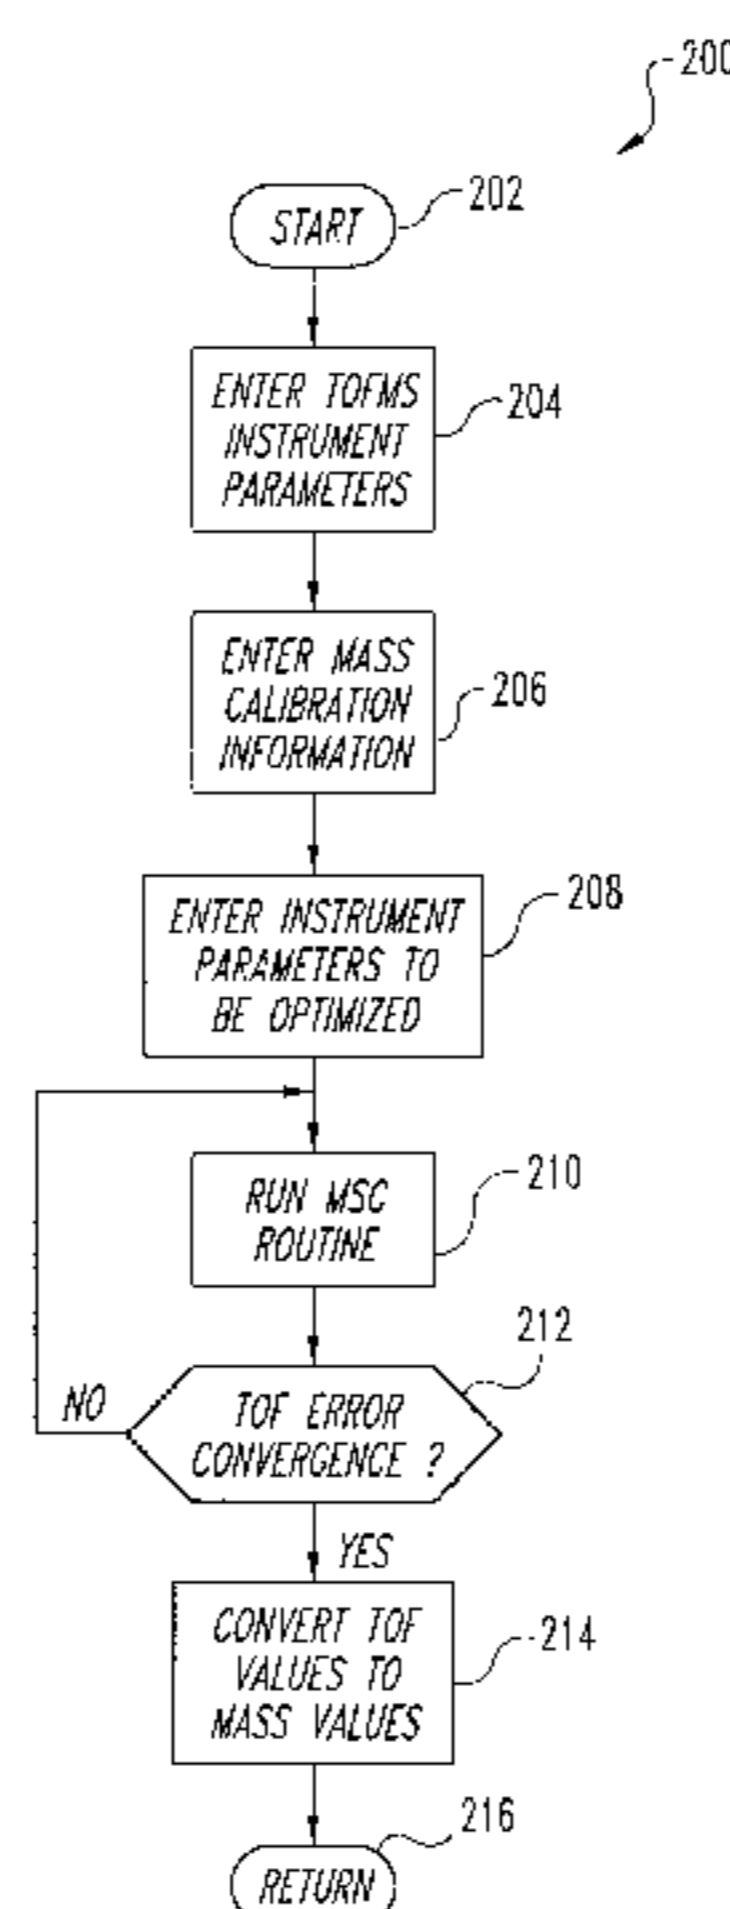 200
START
202
ENTER TOFMS
INSTRUMENT
PARAMETERS
204
ENTER MASS
CALIBRATION
INFORMATION
206
ENTER INSTRUMENT
PARAMETERS TO
BE OPTIMIZED
208
RUN MSC
ROUTINE
210
TOF ERROR
CONVERGENCE ?
212
NO
YES
CONVERT TOF
VALUES TO
MASS VALUES
214
RETURN
216